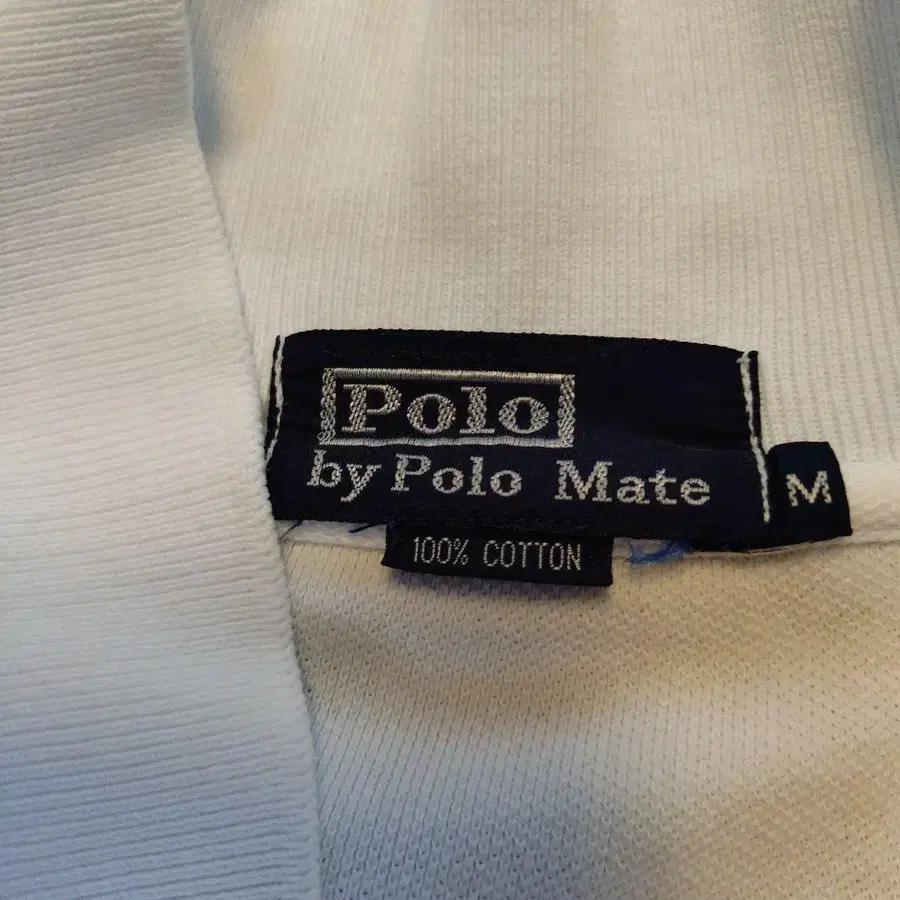 Polo
by Polo Mate
M
100% COTTON